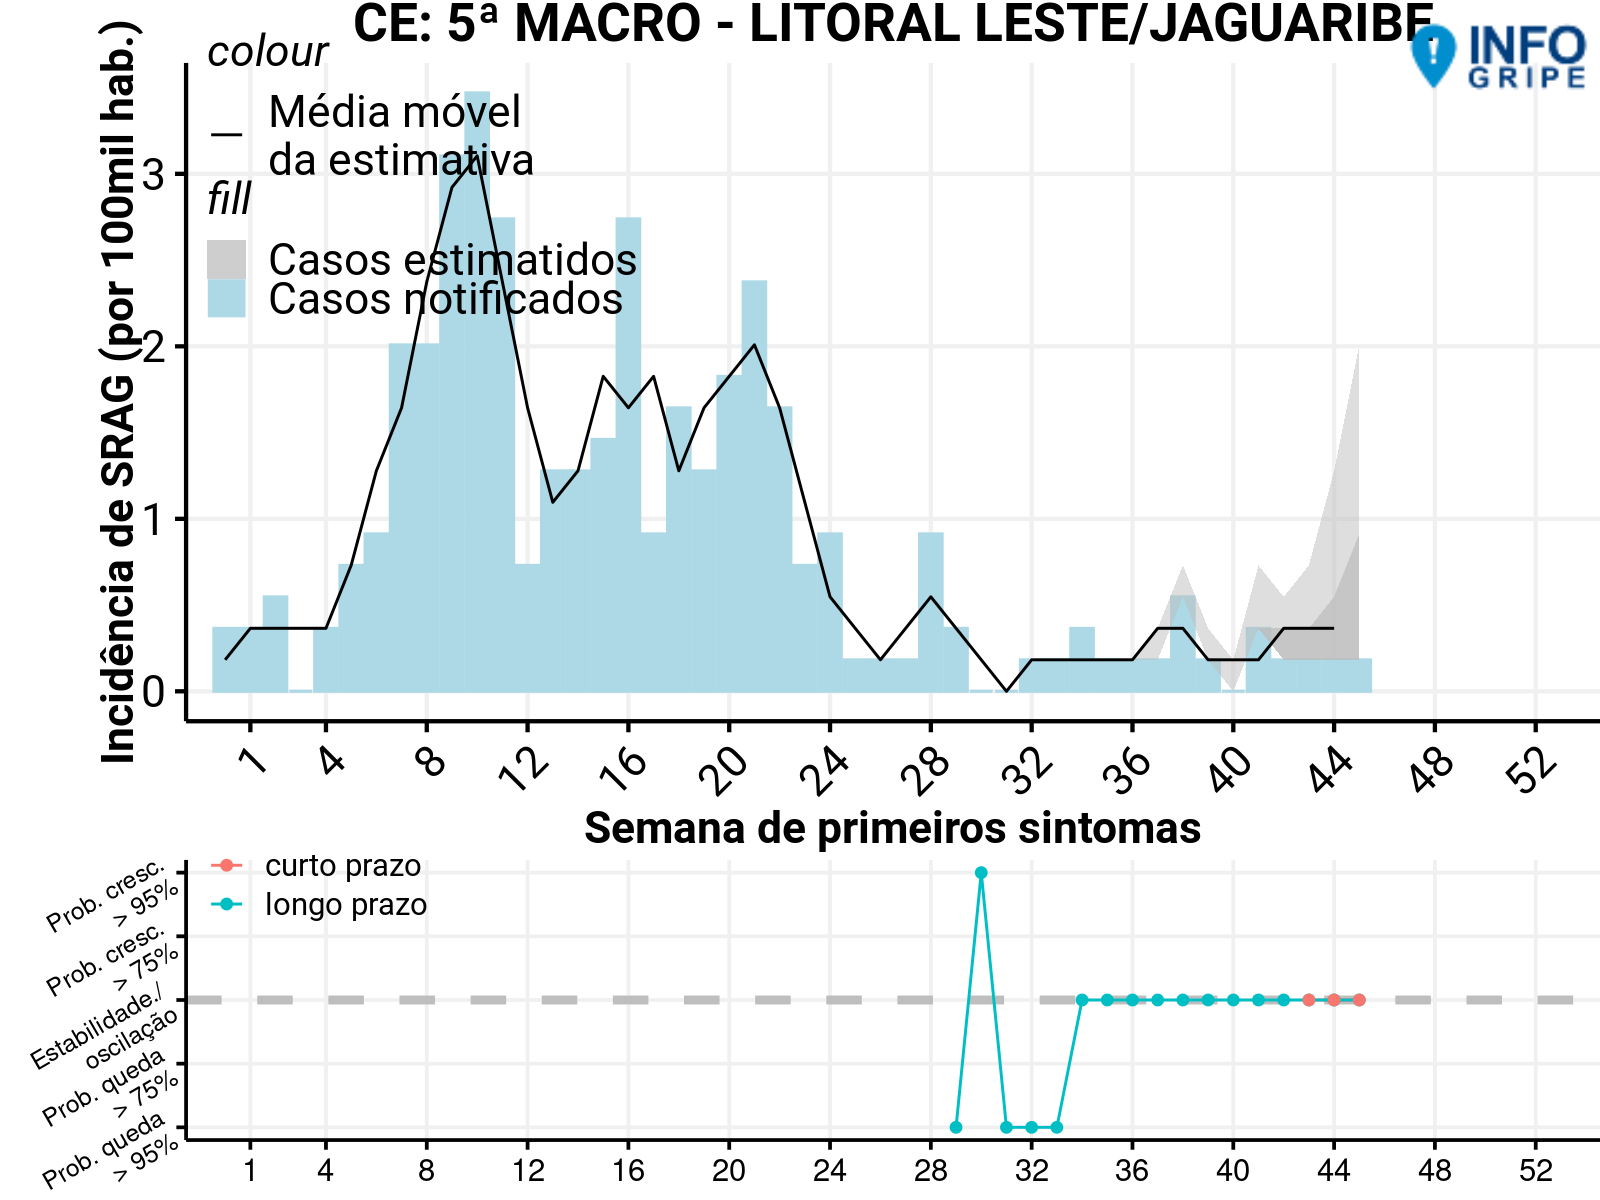 CE: 5ª MACRO - LITORAL LESTE/JAGUARIBE
INFO
GRIPE
colour
Média móvel
da estimativa
fill
Casos estimatidos
Casos notificados
Incidência de SRAG (por 100mil hab.)
3
2
1
0
1 4 8 12 16 20 24 28 32 36 40 44 48 52
Semana de primeiros sintomas
curto prazo
longo prazo
Prob. cresc.
> 95%
Prob. cresc.
> 75%
Estabilidade./
oscilação
Prob. queda
> 75%
Prob. queda
> 95%
1 4 8 12 16 20 24 28 32 36 40 44 48 52